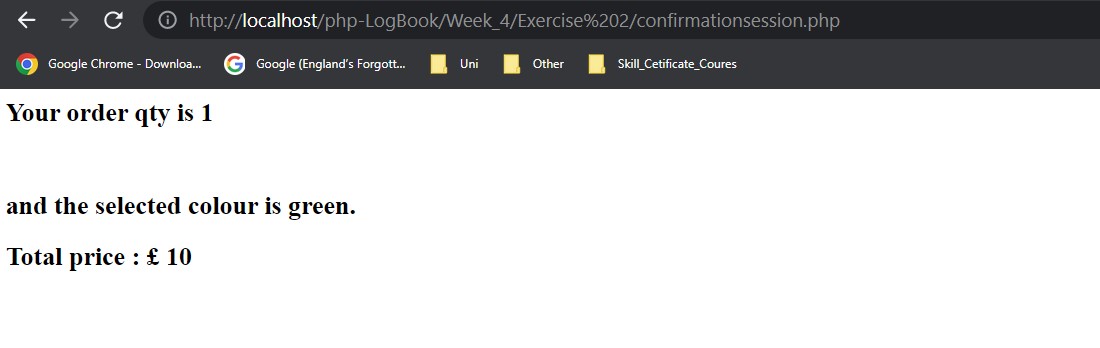 http://localhost/php-LogBook/Week_4/Exercise%202/confirmationsession.php
Google Chrome - Downloa... Google (England's Forgott... Uni Other Skill_Cetificate_Coures
Your order qty is 1
and the selected colour is green.
Total price : £ 10